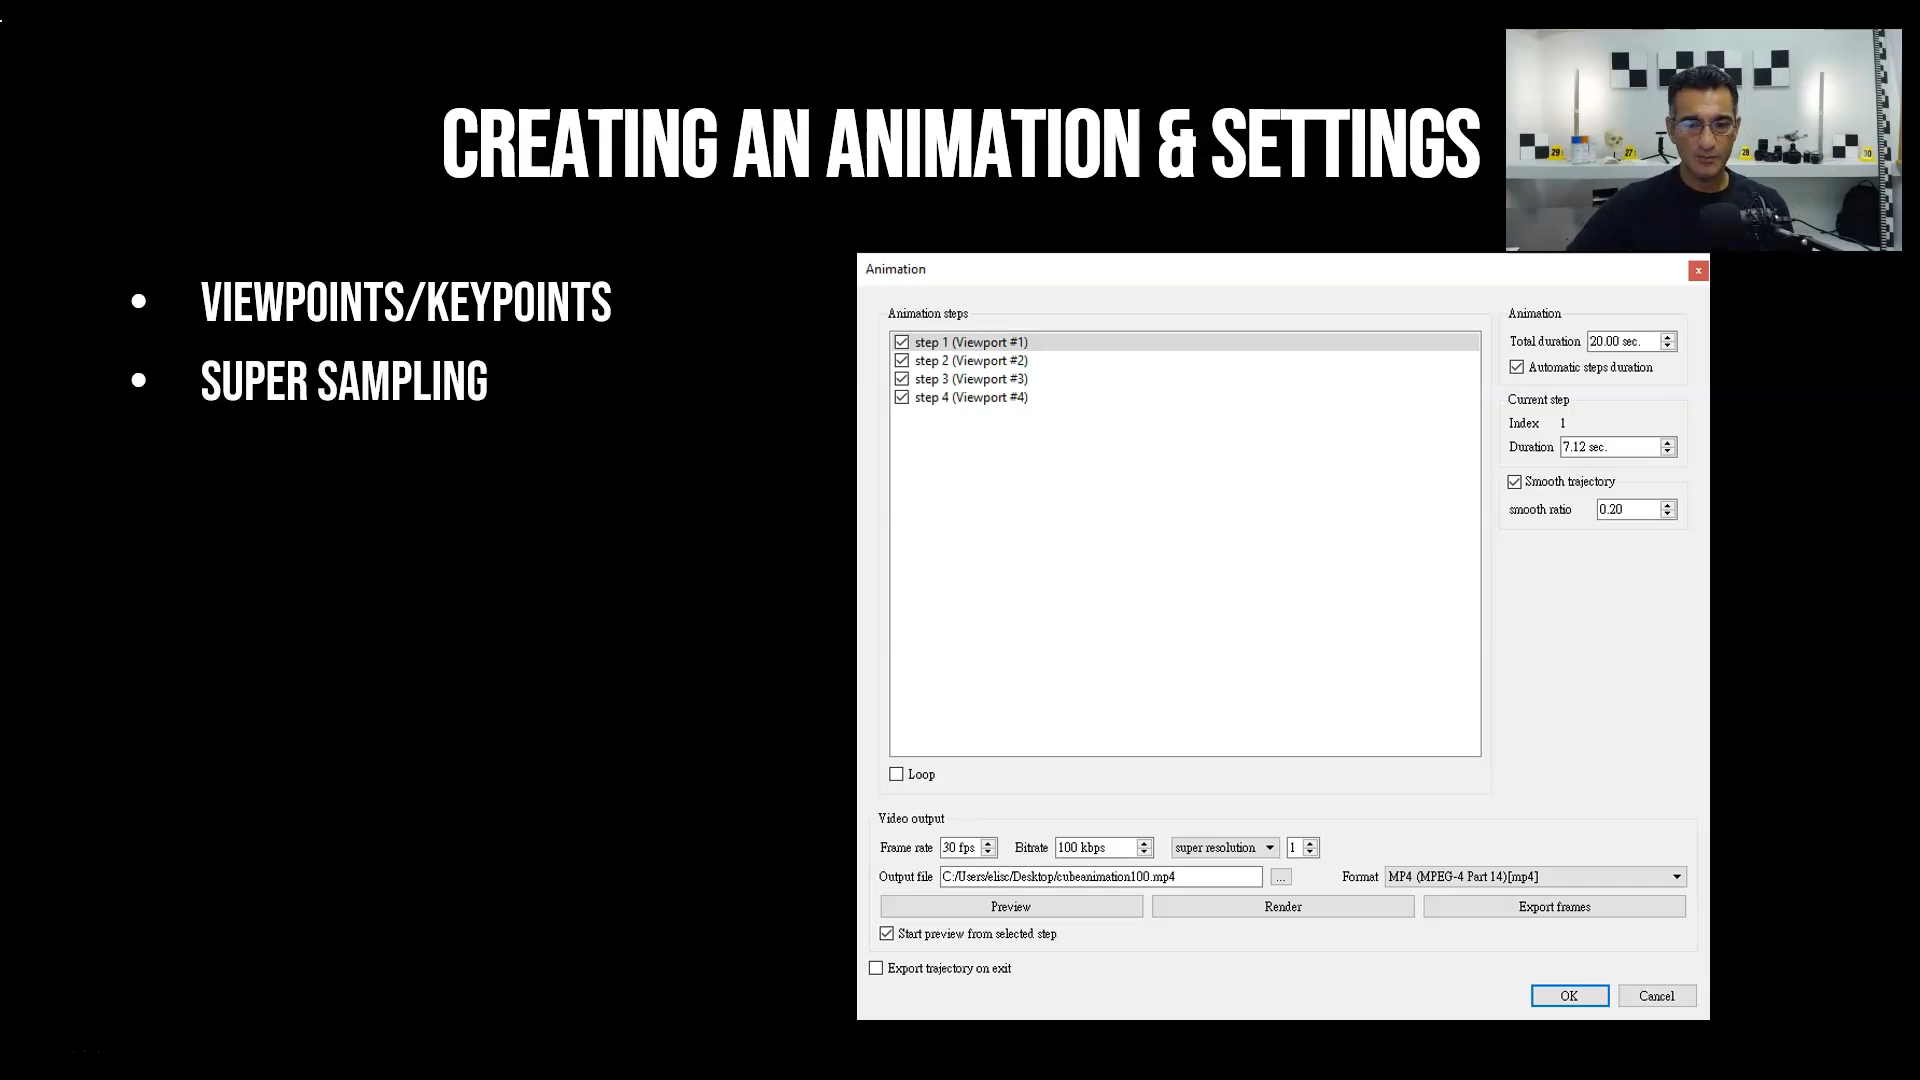 CREATING AN ANIMATION & SETTINGS
• VIEWPOINTS/KEYPOINTS
• SUPER SAMPLING
29
27
28
30
Animation
x
Animation steps
step 1 (Viewport #1)
step 2 (Viewport #2)
step 3 (Viewport #3)
step 4 (Viewport #4)
Loop
Animation
Total duration 20.00 sec.
Automatic steps duration
Current step
Index 1
Duration 7.12 sec.
Smooth trajectory
smooth ratio 0.20
Video output
Frame rate 30 fps Bitrate 100 kbps super resolution 1
Output file C:/Users/elisc/Desktop/cubeanimation100.mp4 ... Format MP4 (MPEG-4 Part 14)[mp4]
Preview Render Export frames
Start preview from selected step
Export trajectory on exit
OK Cancel